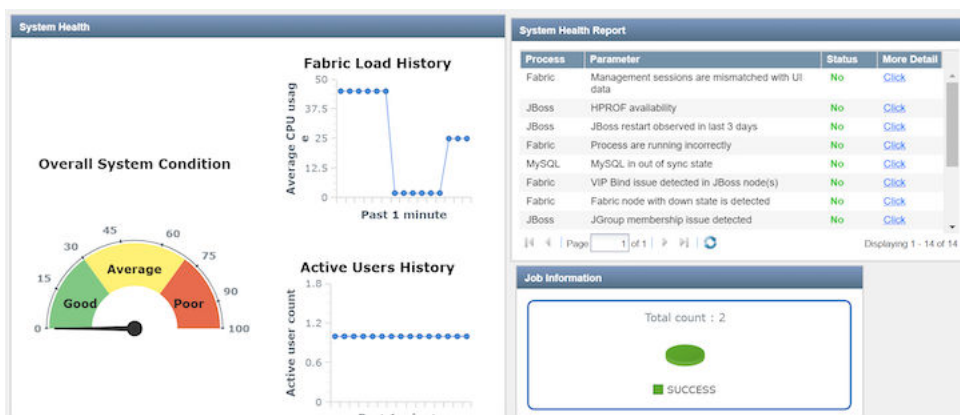 System Health
Overall System Condition
0
15
30
45
60
75
90
100
Good
Average
Poor
Fabric Load History
Average CPU usag
e
50
37.5
25
12.5
0
Past 1 minute
Active Users History
Active user count
1.8
1.2
0.6
0
System Health Report
Process Parameter Status More Detail
Fabric Management sessions are mismatched with UI No Click
data
JBoss HPROF availability No Click
JBoss JBoss restart observed in last 3 days No Click
Fabric Process are running incorrectly No Click
MySQL MySQL in out of sync state No Click
Fabric VIP Bind issue detected in JBoss node(s) No Click
Fabric Fabric node with down state is detected No Click
JBoss JGroup membership issue detected No Click
Page 1 of 1 Displaying 1 - 14 of 14
Job Information
Total count : 2
SUCCESS